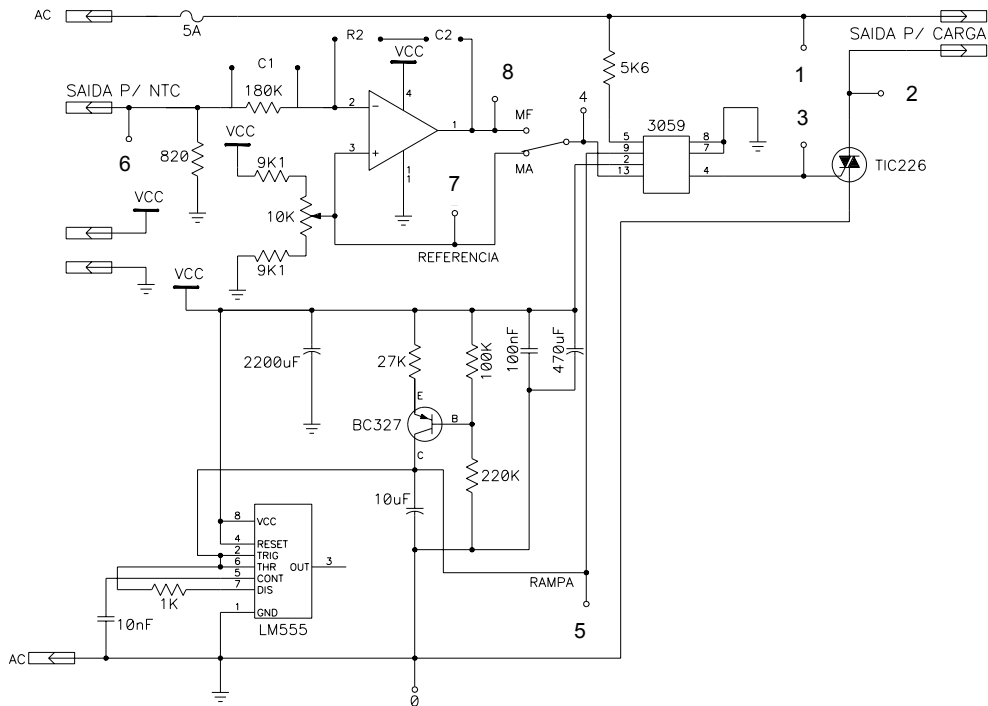 AC
5A
SAIDA P/ CARGA
R2
C2
VCC
C1
180K
5K6
1
2
SAIDA P/ NTC
6
820
VCC
9K1
10K
9K1
2
3
4
1
1
8
MF
MA
4
7
REFERENCIA
3059
5
9
2
13
8
7
4
3
TIC226
VCC
VCC
2200uF
27K
100K
100nF
470uF
E
BC327
B
C
220K
10uF
8
VCC
4
RESET
2
TRIG
6
THR
OUT
3
5
CONT
7
DIS
1
GND
1K
10nF
LM555
RAMPA
5
AC
0